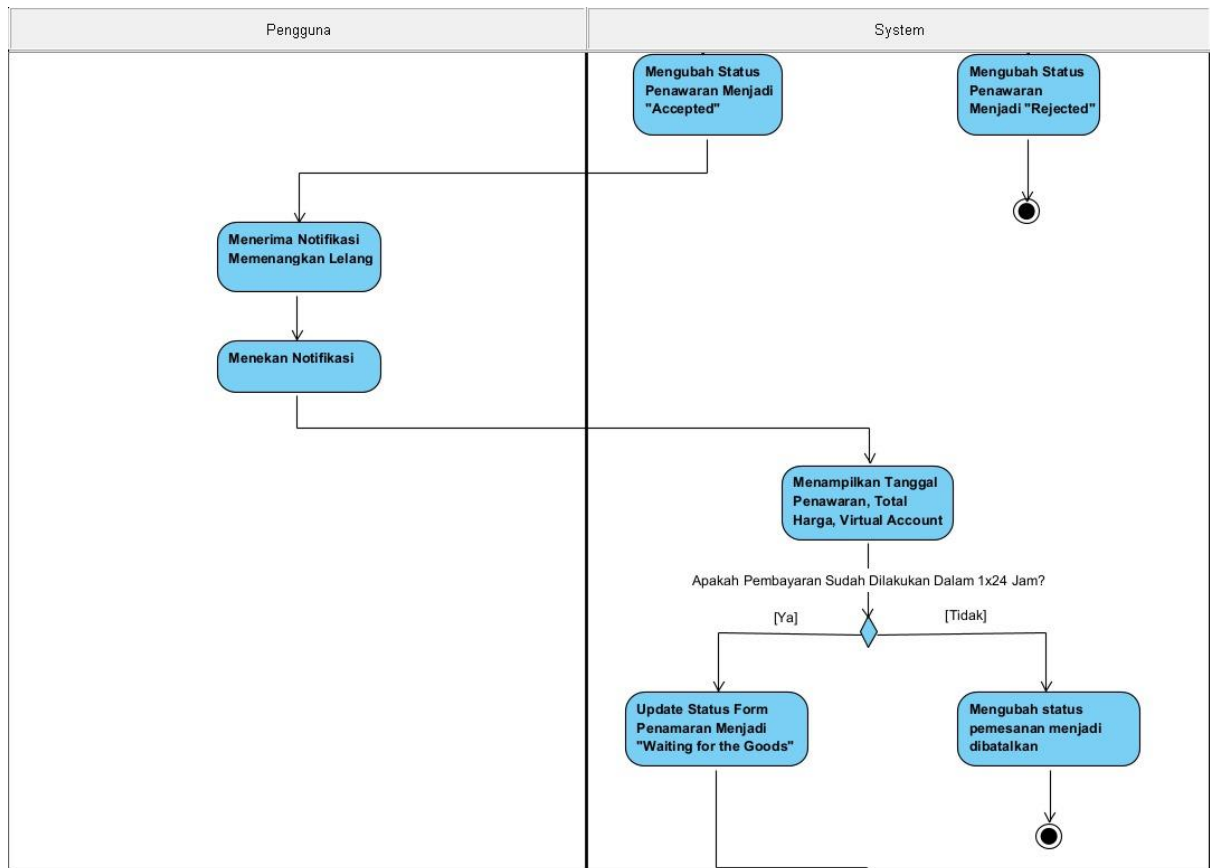 Pengguna
System
Mengubah Status
Penawaran Menjadi
"Accepted"
Mengubah Status
Penawaran
Menjadi "Rejected"
Menerima Notifikasi
Memenangkan Lelang
Menekan Notifikasi
Menampilkan Tanggal
Penawaran, Total
Harga, Virtual Account
Apakah Pembayaran Sudah Dilakukan Dalam 1x24 Jam?
[Ya]
[Tidak]
Update Status Form
Penamaran Menjadi
"Waiting for the Goods"
Mengubah status
pemesanan menjadi
dibatalkan